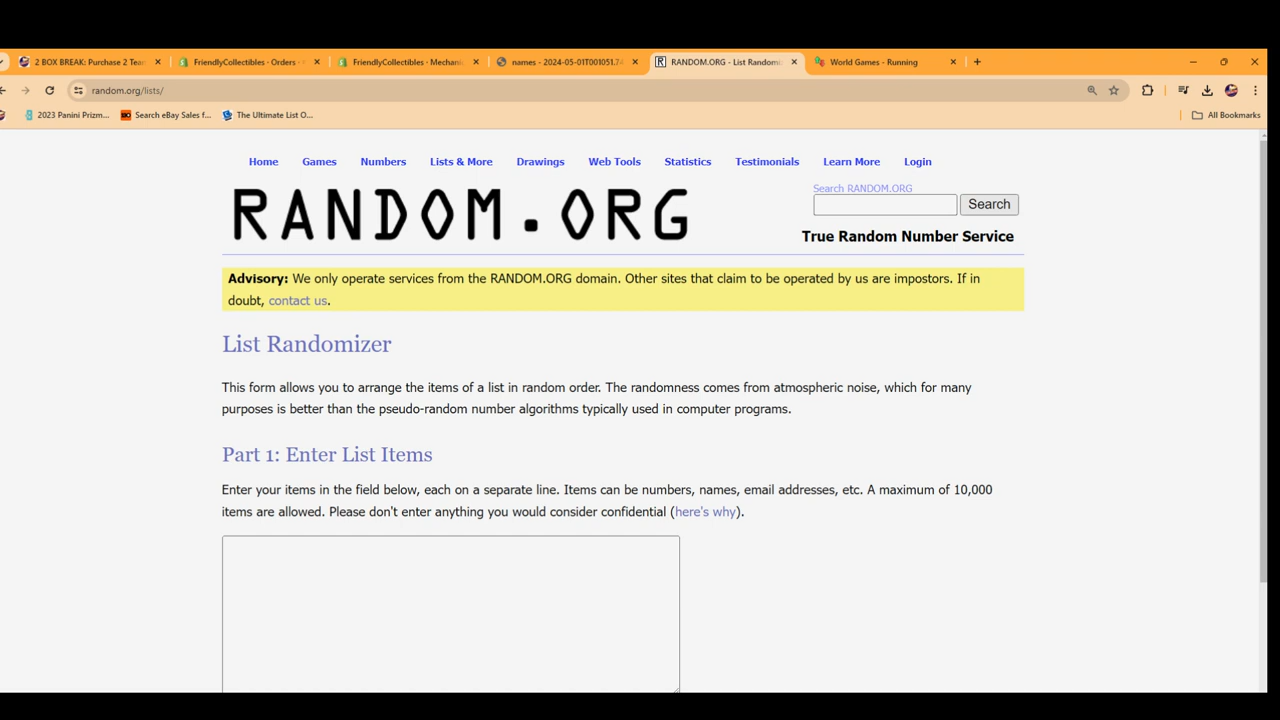 2 BOX BREAK: Purchase 2 Tea
FriendlyCollectibles · Orders ·
FriendlyCollectibles · Mechani
names - 2024-05-01T001051.7
RANDOM.ORG - List Randomi
World Games - Running
random.org/lists/
2023 Panini Prizm...
Search eBay Sales f...
The Ultimate List O...
All Bookmarks
Home Games Numbers Lists & More Drawings Web Tools Statistics Testimonials Learn More Login
RANDOM.ORG
Search RANDOM.ORG
Search
True Random Number Service
Advisory: We only operate services from the RANDOM.ORG domain. Other sites that claim to be operated by us are impostors. If in
doubt, contact us.
List Randomizer
This form allows you to arrange the items of a list in random order. The randomness comes from atmospheric noise, which for many
purposes is better than the pseudo-random number algorithms typically used in computer programs.
Part 1: Enter List Items
Enter your items in the field below, each on a separate line. Items can be numbers, names, email addresses, etc. A maximum of 10,000
items are allowed. Please don't enter anything you would consider confidential (here's why).